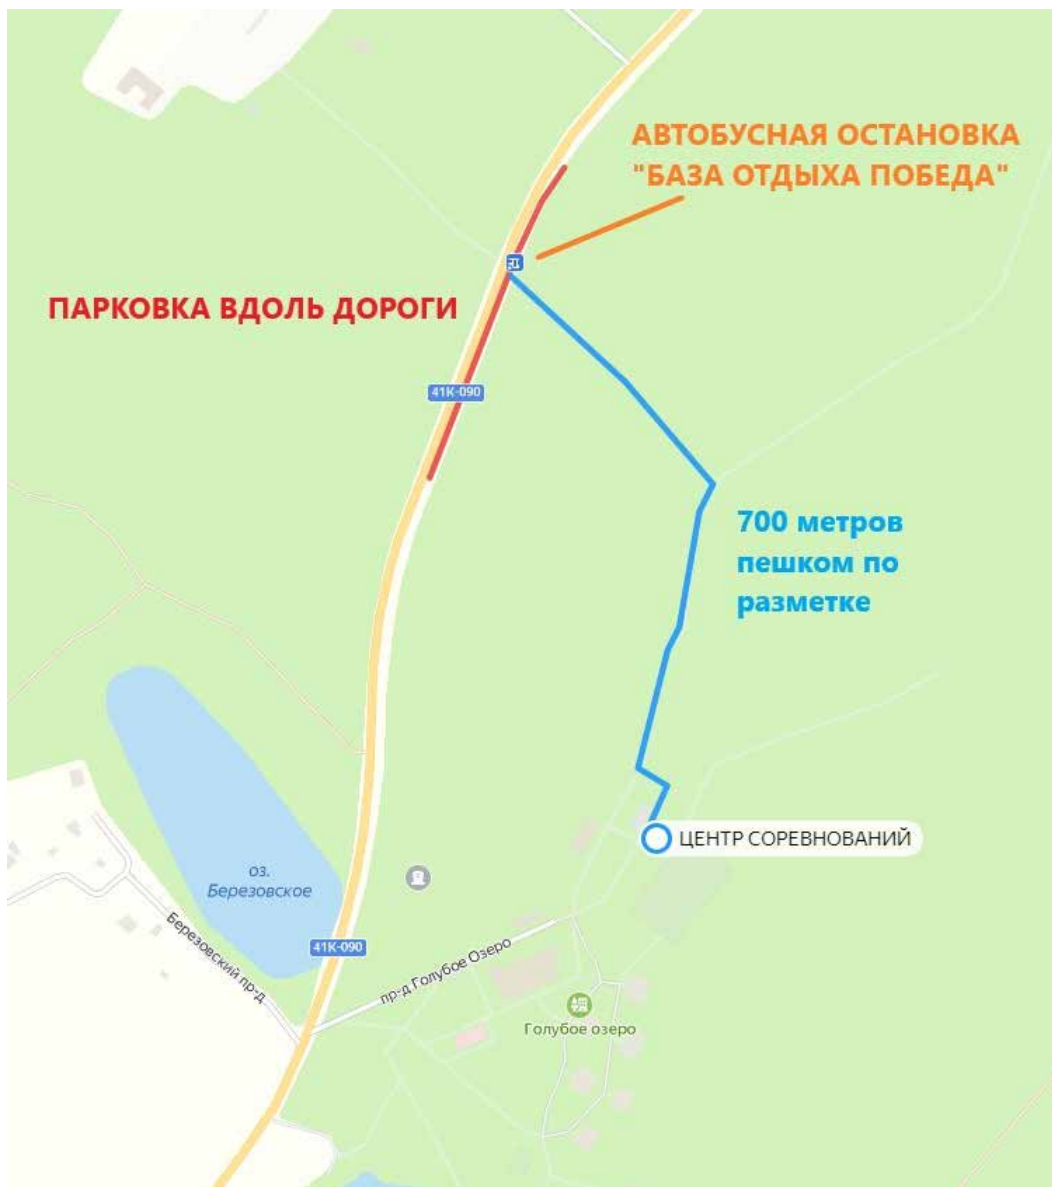 АВТОБУСНАЯ ОСТАНОВКА
"БАЗА ОТДЫХА ПОБЕДА"
ПАРКОВКА ВДОЛЬ ДОРОГИ
41К-090
700 метров
пешком по
разметке
ЦЕНТР СОРЕВНОВАНИЙ
оз.
Березовское
Березовский пр-д
41К-090
пр-д Голубое Озеро
Голубое озеро